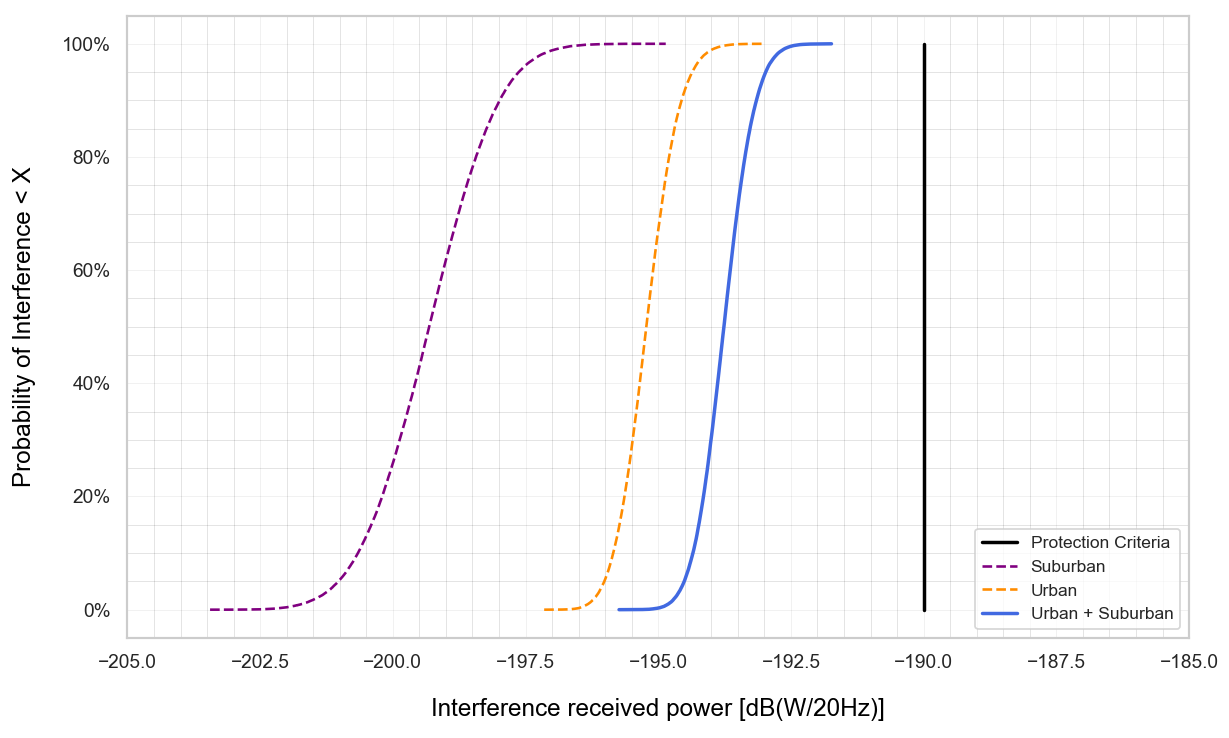 Probability of Interference < X
100%
80%
60%
40%
20%
0%
−205.0 −202.5 −200.0 −197.5 −195.0 −192.5 −190.0 −187.5 −185.0
Interference received power [dB(W/20Hz)]
Protection Criteria
Suburban
Urban
Urban + Suburban